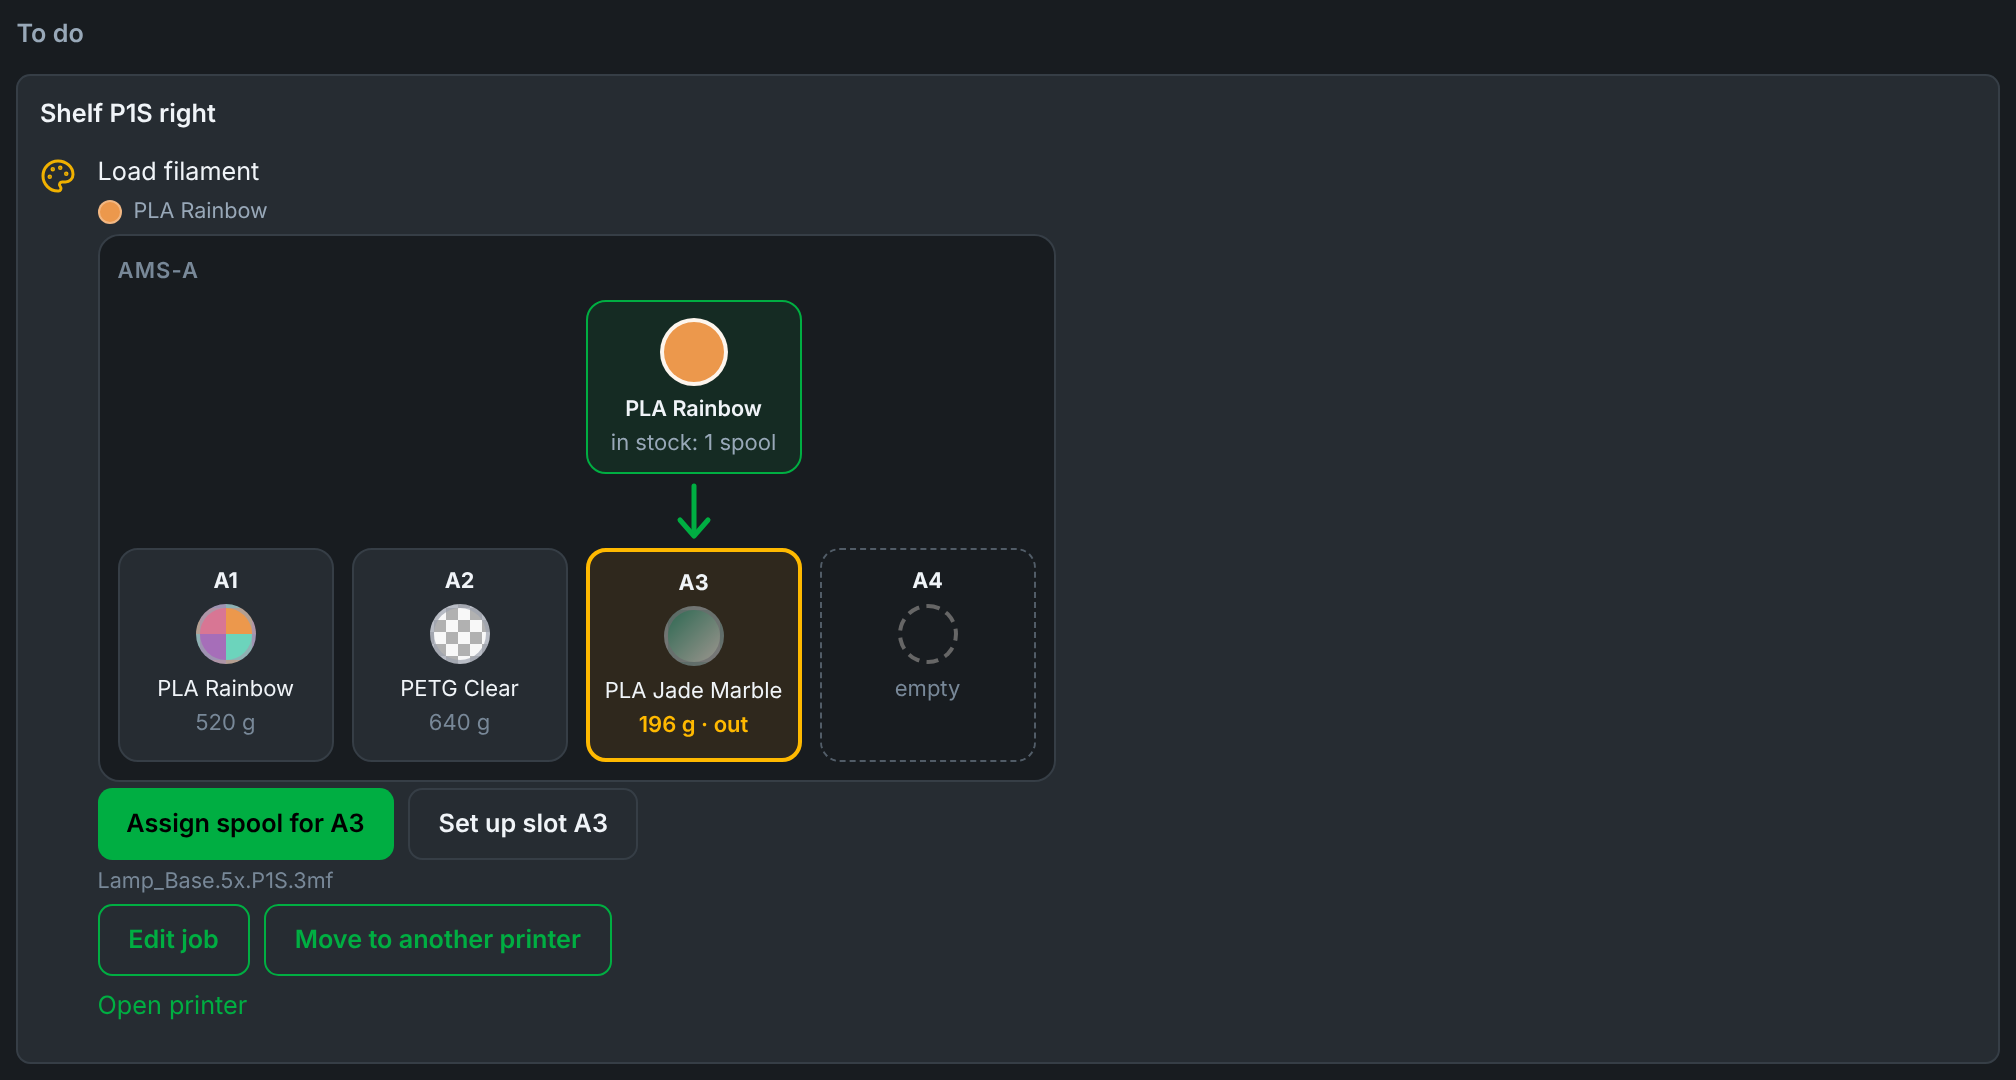 To do
Shelf P1S right
Load filament
PLA Rainbow
AMS-A
PLA Rainbow
in stock: 1 spool
A1
PLA Rainbow
520 g
A2
PETG Clear
640 g
A3
PLA Jade Marble
196 g · out
A4
empty
Assign spool for A3
Set up slot A3
Lamp_Base.5x.P1S.3mf
Edit job
Move to another printer
Open printer